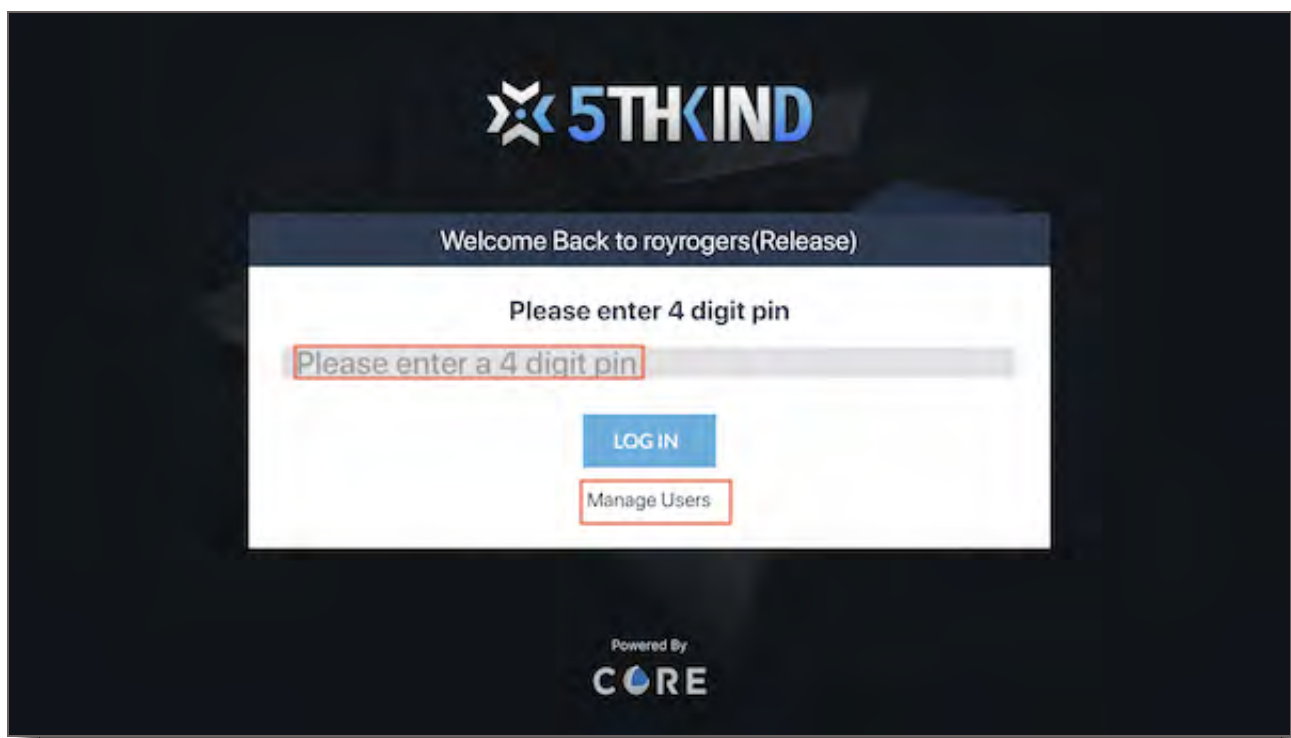 5THKIND
Welcome Back to royrogers(Release)
Please enter 4 digit pin
Please enter a 4 digit pin
LOG IN
Manage Users
Powered By
CORE